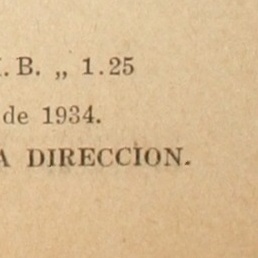 . B. „ 1.25
de 1934.
A DIRECCION.